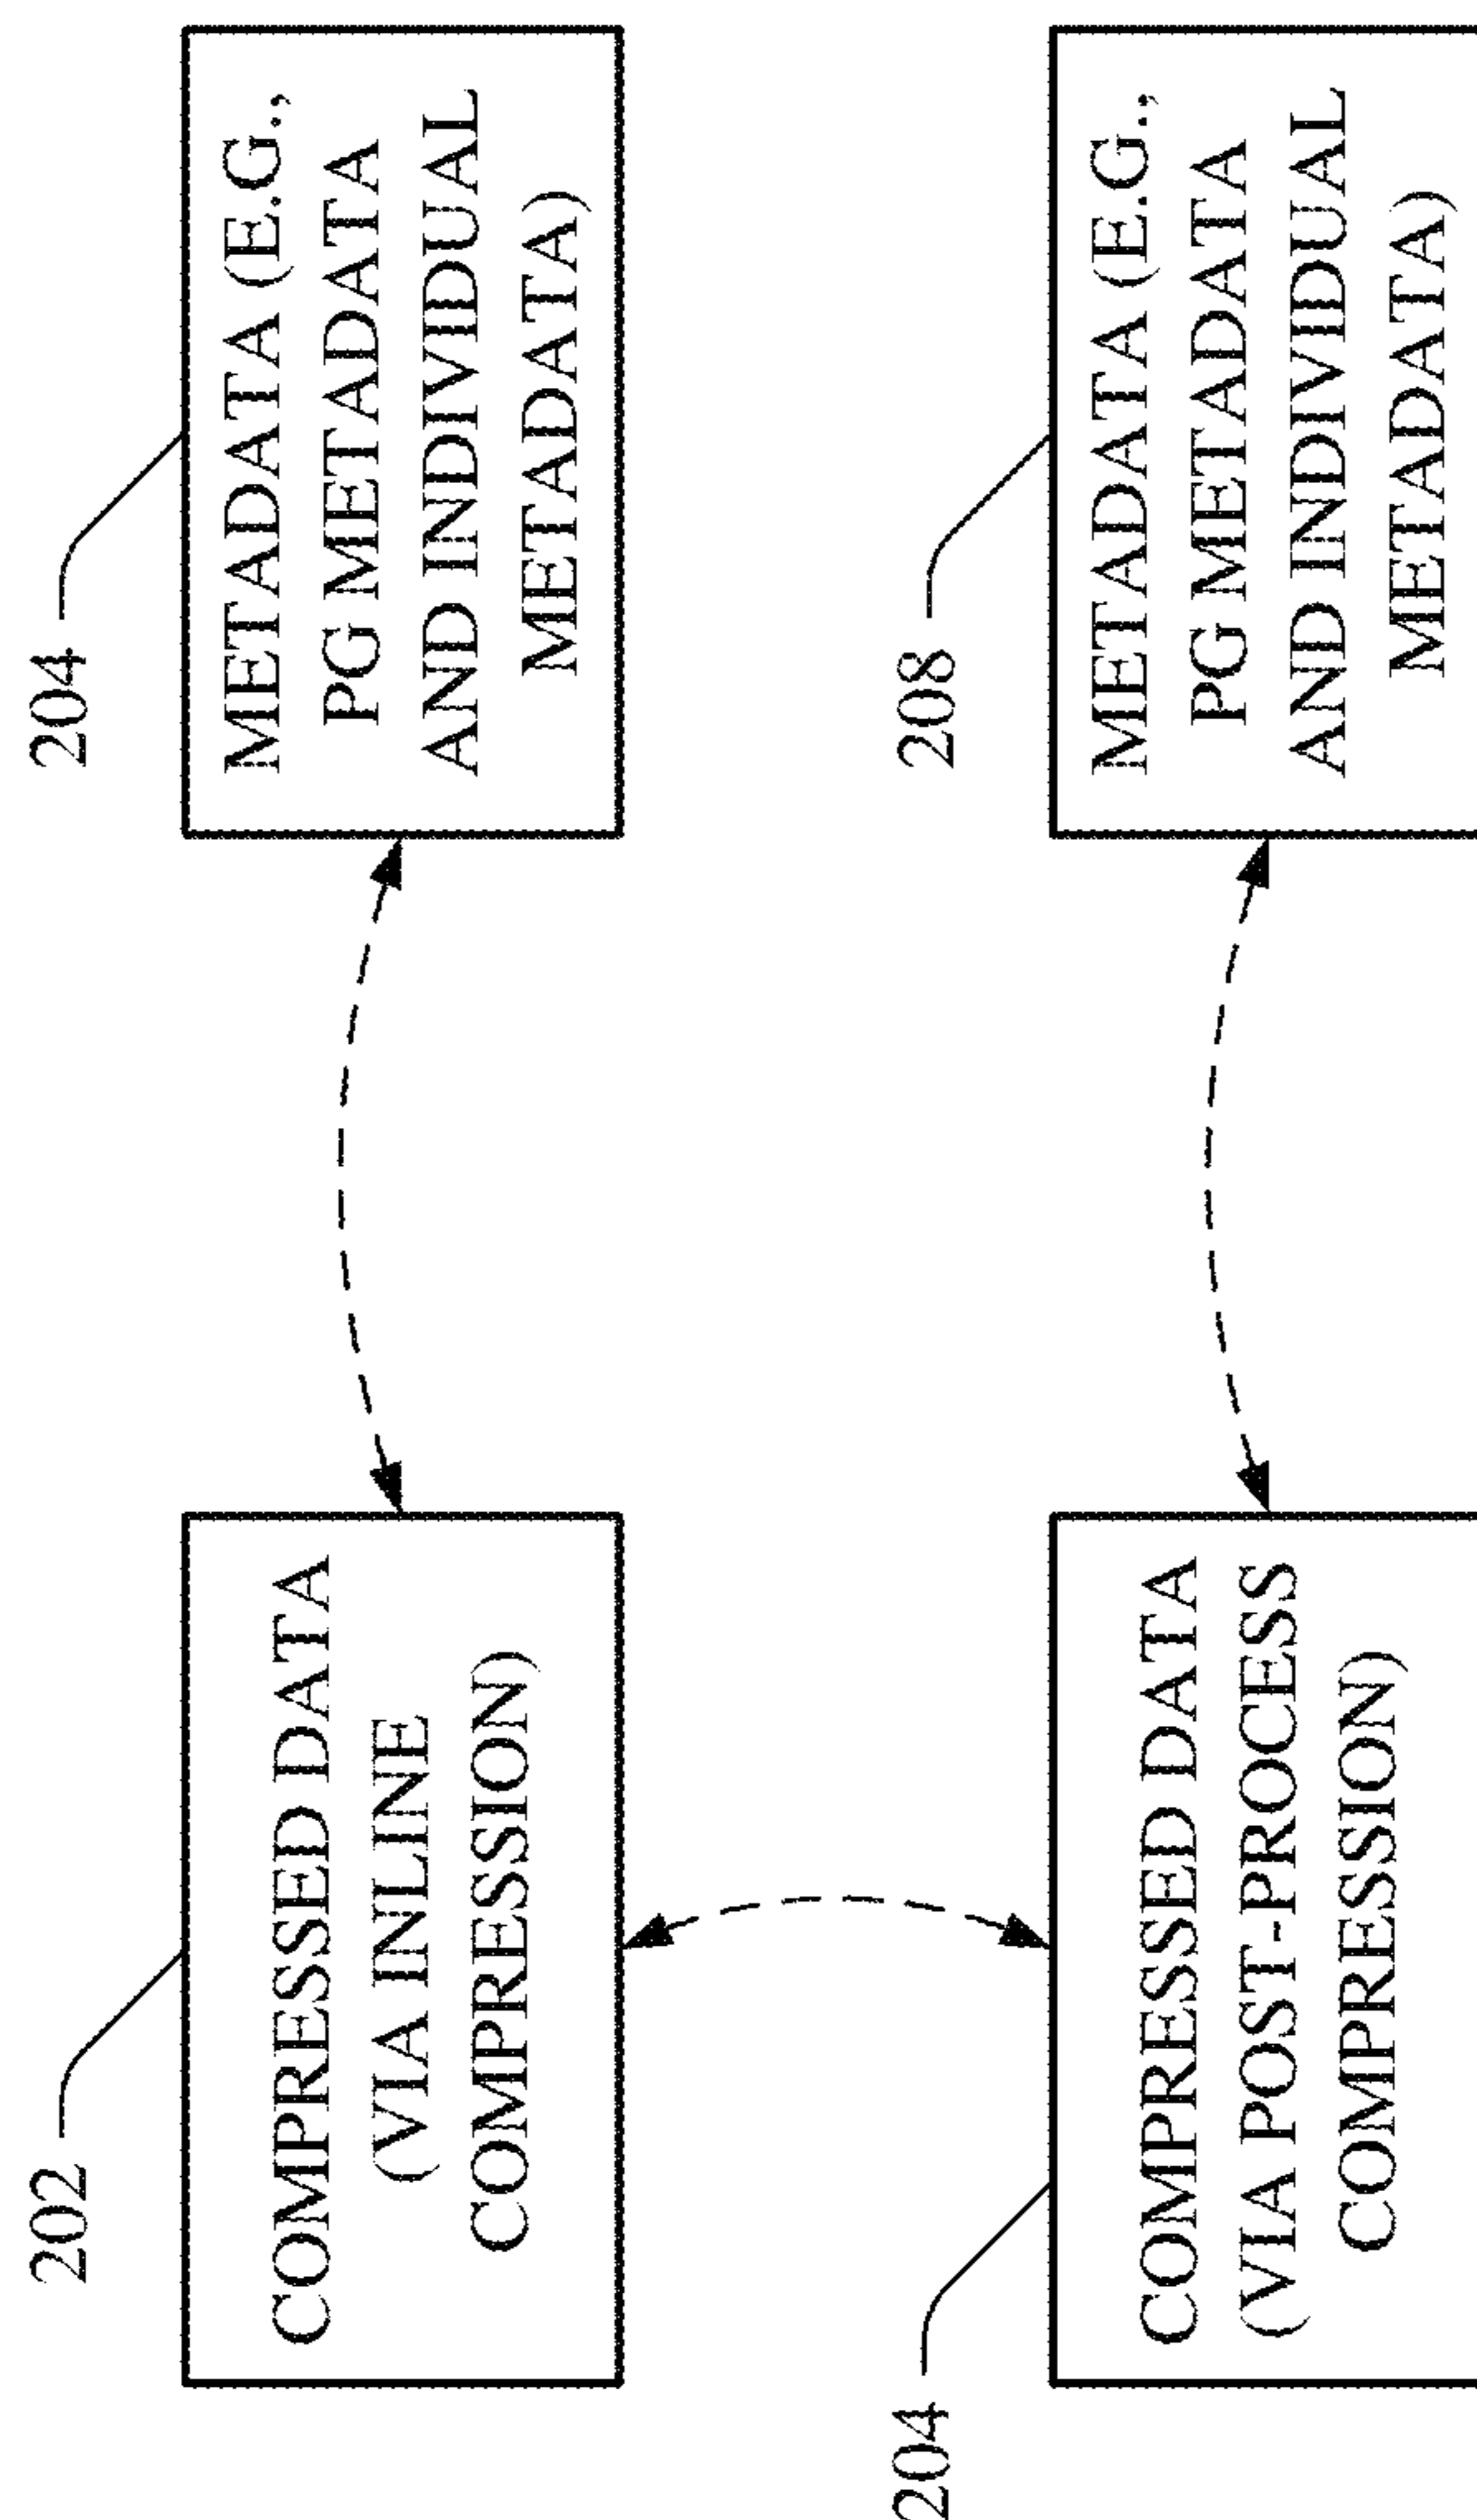 202
COMPRESSED DATA
(VIA INLINE
COMPRESSION)
204
METADATA (E.G.,
PG METADATA
AND INDIVIDUAL
METADATA)
204
COMPRESSED DATA
(VIA POST-PROCESS
COMPRESSION)
208
METADATA (E.G.,
PG METADATA
AND INDIVIDUAL
METADATA)